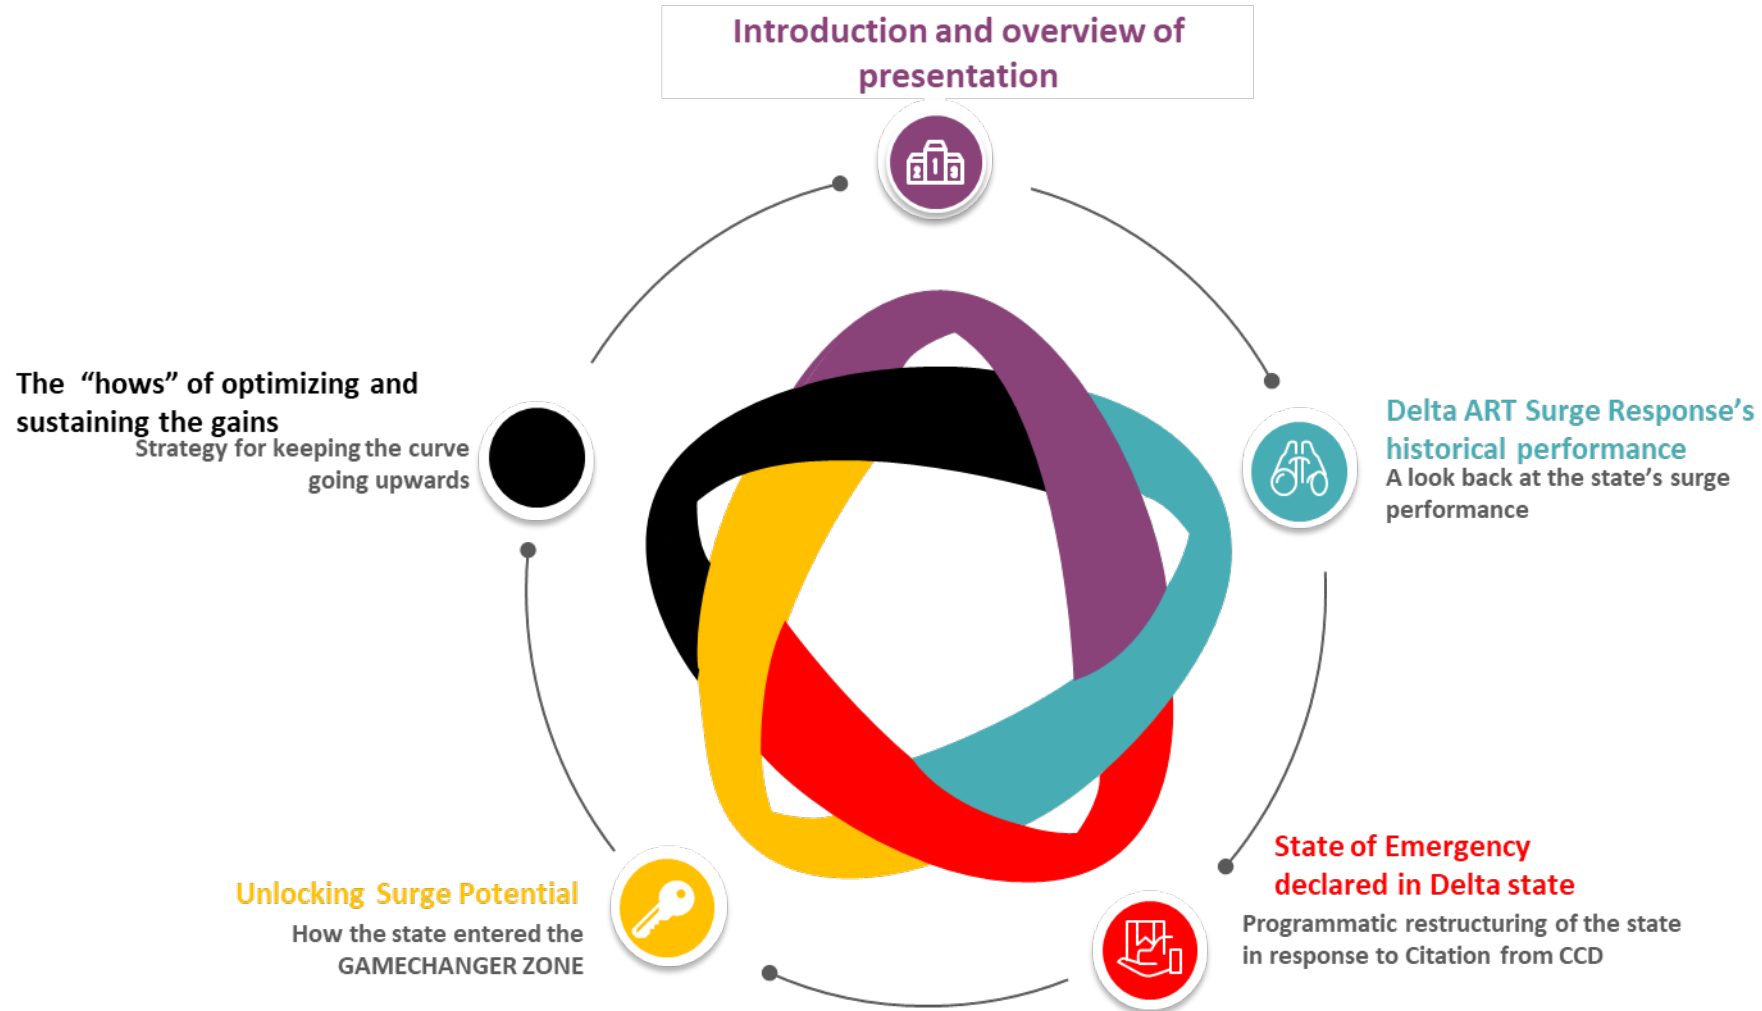 Introduction and overview of
presentation
2 1 3
Delta ART Surge Response’s
historical performance
A look back at the state’s surge
performance
State of Emergency
declared in Delta state
Programmatic restructuring of the state
in response to Citation from CCD
Unlocking Surge Potential
How the state entered the
GAMECHANGER ZONE
The “hows” of optimizing and
sustaining the gains
Strategy for keeping the curve
going upwards